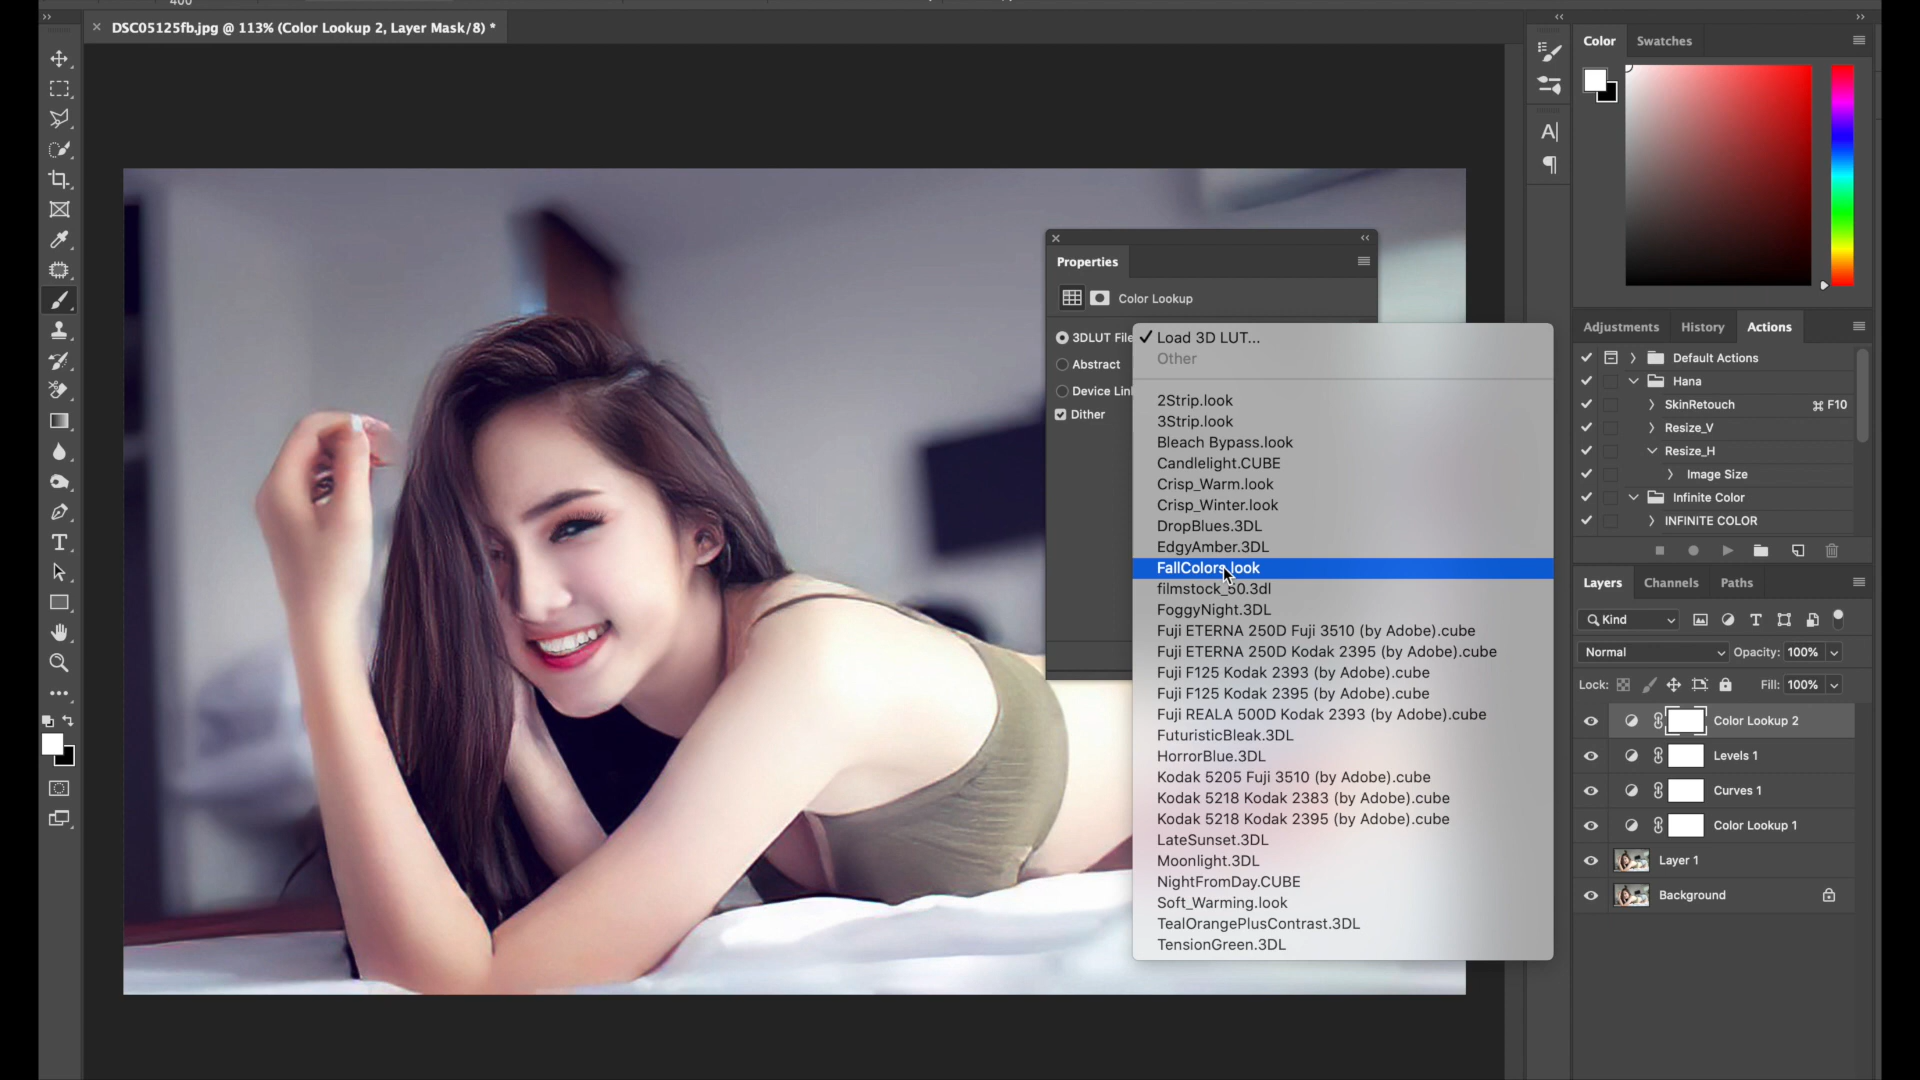 400
DSC05125fb.jpg @ 113% (Color Lookup 2, Layer Mask/8) *
Color
Swatches
Properties
Color Lookup
3DLUT File
Abstract
Device Lin
Dither
Load 3D LUT...
Other
2Strip.look
3Strip.look
Bleach Bypass.look
Candlelight.CUBE
Crisp_Warm.look
Crisp_Winter.look
DropBlues.3DL
EdgyAmber.3DL
FallColors.look
filmstock_50.3dl
FoggyNight.3DL
Fuji ETERNA 250D Fuji 3510 (by Adobe).cube
Fuji ETERNA 250D Kodak 2395 (by Adobe).cube
Fuji F125 Kodak 2393 (by Adobe).cube
Fuji F125 Kodak 2395 (by Adobe).cube
Fuji REALA 500D Kodak 2393 (by Adobe).cube
FuturisticBleak.3DL
HorrorBlue.3DL
Kodak 5205 Fuji 3510 (by Adobe).cube
Kodak 5218 Kodak 2383 (by Adobe).cube
Kodak 5218 Kodak 2395 (by Adobe).cube
LateSunset.3DL
Moonlight.3DL
NightFromDay.CUBE
Soft_Warming.look
TealOrangePlusContrast.3DL
TensionGreen.3DL
Adjustments
History
Actions
Default Actions
Hana
SkinRetouch ⌘ F10
Resize_V
Resize_H
Image Size
Infinite Color
INFINITE COLOR
Layers
Channels
Paths
Kind
Normal
Opacity: 100%
Lock:
Fill: 100%
Color Lookup 2
Levels 1
Curves 1
Color Lookup 1
Layer 1
Background